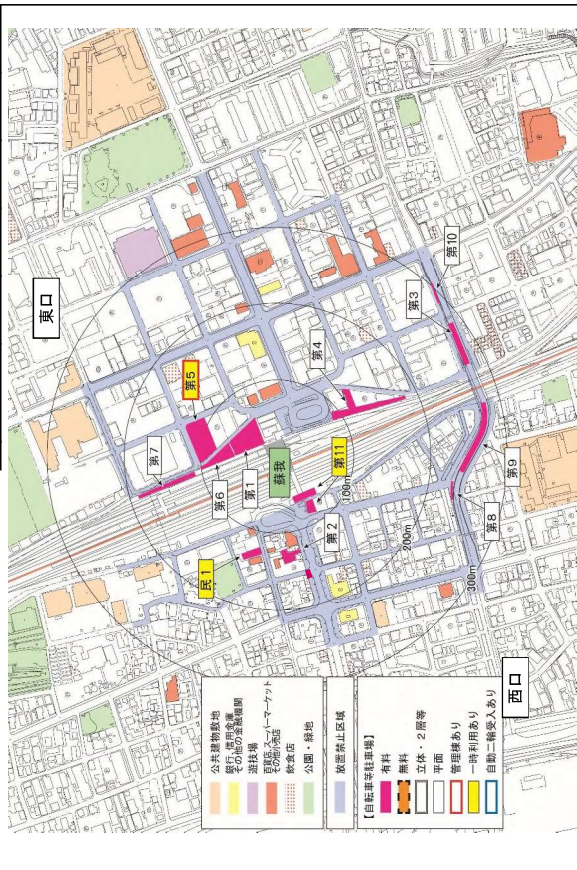 東口
第10
第3
第4
第5
第7
第6
第1
蘇我
第11
100m
第2
民1
200m
第9
第8
300m
西口
公共建物敷地
銀行、信用金庫
その他の金融機関
遊技場
百貨店、スーパーマーケット
その他小売店
飲食店
公園・緑地
放置禁止区域
【自転車等駐車場】
有料
無料
立体・２層等
平面
管理棟あり
一時利用あり
自動二輪受入あり